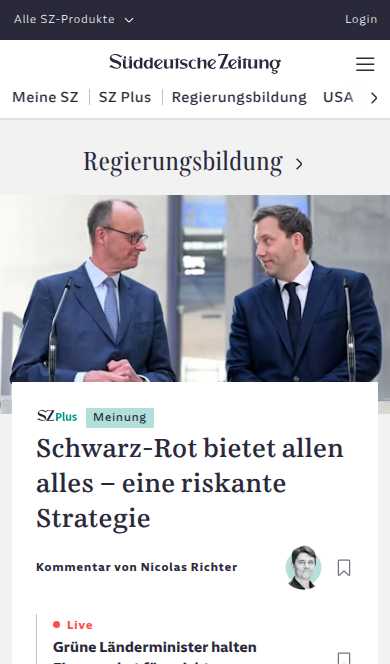 Alle SZ-Produkte
Login
Süddeutsche Zeitung
Meine SZ
SZ Plus
Regierungsbildung
USA
Regierungsbildung
SZ Plus
Meinung
Schwarz-Rot bietet allen
alles – eine riskante
Strategie
Kommentar von Nicolas Richter
Live
Grüne Länderminister halten